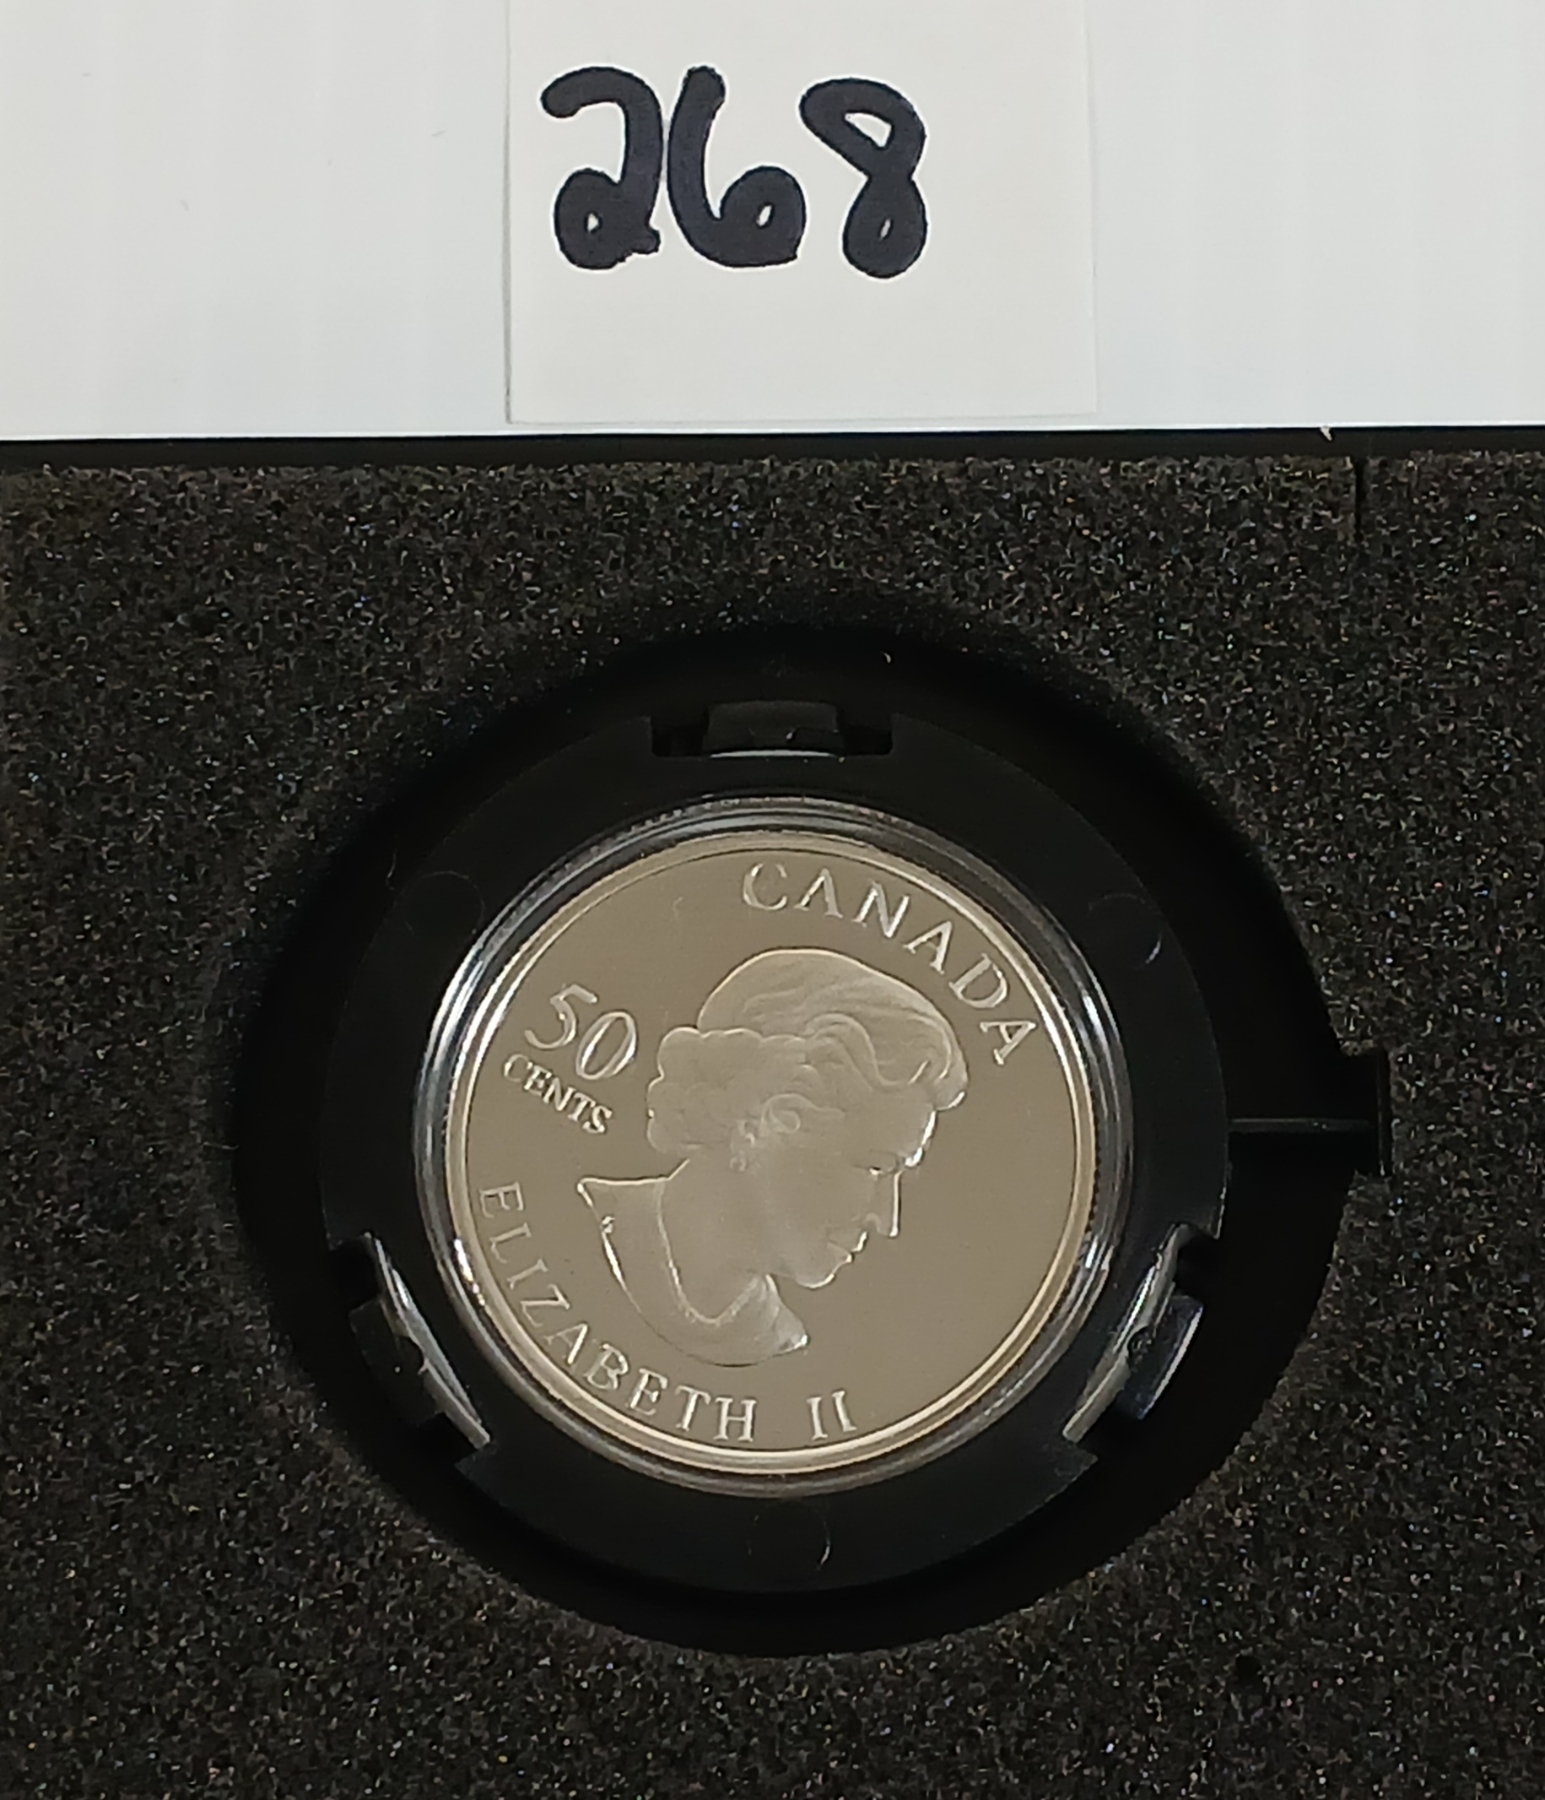 268
CANADA
50
CENTS
ELIZABETH II